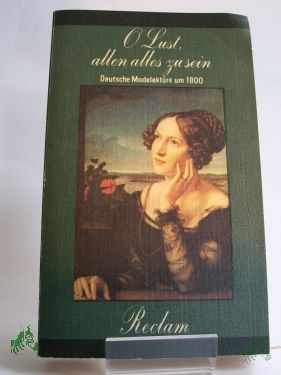 O Lust,
allen alles zu sein
Deutsche Modelektüre um 1800
Reclam